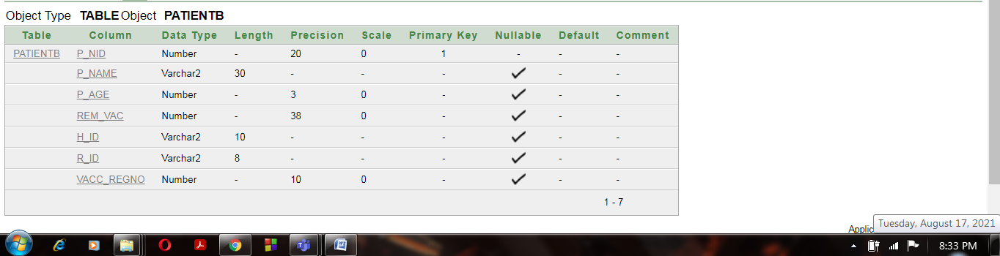 Object Type TABLE Object PATIENTB
Table Column Data Type Length Precision Scale Primary Key Nullable Default Comment
PATIENTB P_NID Number - 20 0 1 - - -
P_NAME Varchar2 30 - - - ✓ - -
P_AGE Number - 3 0 - ✓ - -
REM_VAC Number - 38 0 - ✓ - -
H_ID Varchar2 10 - - - ✓ - -
R_ID Varchar2 8 - - - ✓ - -
VACC_REGNO Number - 10 0 - ✓ - -
1 - 7
Tuesday, August 17, 2021
Applic
8:33 PM